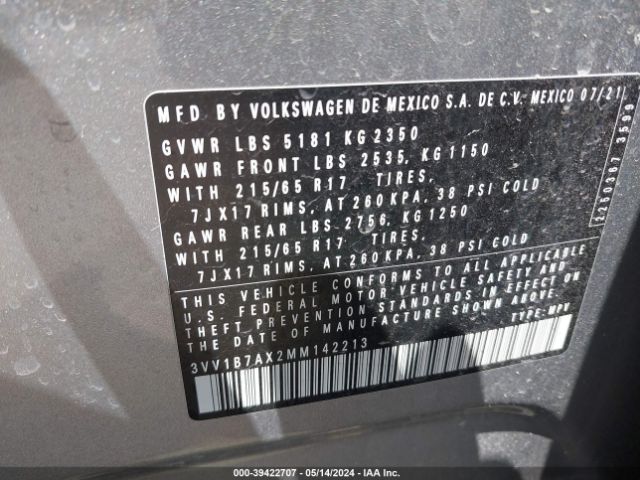 MFD BY VOLKSWAGEN DE MEXICO S.A. DE C.V. MEXICO 07/21
GVWR LBS 5181 KG 2350
GAWR FRONT LBS 2535, KG 1150
WITH 215/65 R17 TIRES,
7JX17 RIMS, AT 260KPA, 38 PSI COLD
GAWR REAR LBS 2756, KG 1250
WITH 215/65 R17 TIRES,
7JX17 RIMS, AT 260KPA, 38 PSI COLD
THIS VEHICLE CONFORMS TO ALL APPLICABLE
U.S. FEDERAL MOTOR VEHICLE SAFETY AND
THEFT PREVENTION STANDARDS IN EFFECT ON
THE DATE OF MANUFACTURE SHOWN ABOVE.
TYPE:MPV
3VV1B7AX2MM142213
2250367 3599
000-39422707 - 05/14/2024 - IAA Inc.